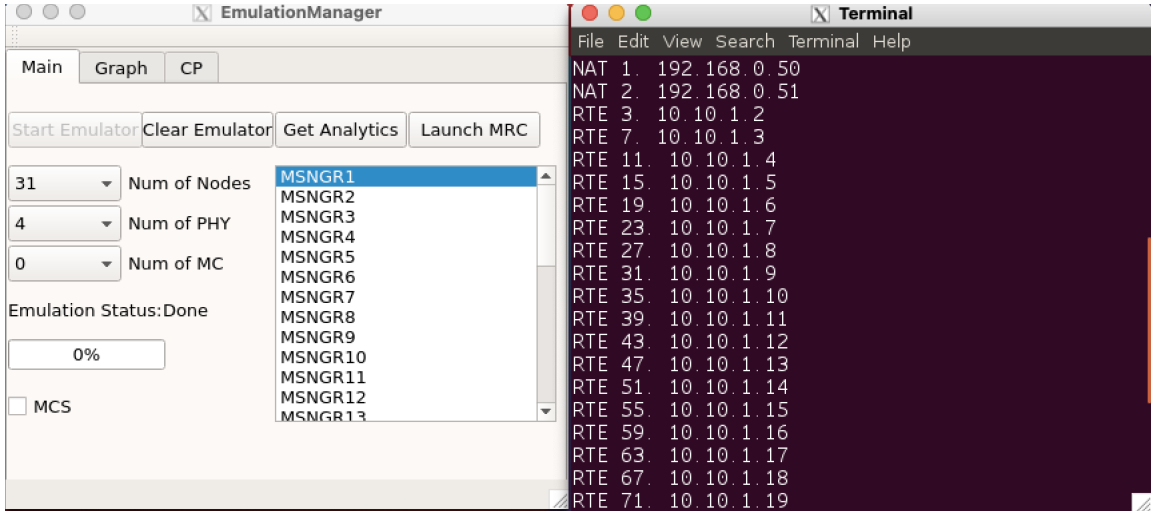 EmulationManager
Main Graph CP
Start Emulator Clear Emulator Get Analytics Launch MRC
31 Num of Nodes
4 Num of PHY
0 Num of MC
Emulation Status:Done
0%
MCS
MSNGR1
MSNGR2
MSNGR3
MSNGR4
MSNGR5
MSNGR6
MSNGR7
MSNGR8
MSNGR9
MSNGR10
MSNGR11
MSNGR12
MSNGR13
Terminal
File Edit View Search Terminal Help
NAT 1. 192.168.0.50
NAT 2. 192.168.0.51
RTE 3. 10.10.1.2
RTE 7. 10.10.1.3
RTE 11. 10.10.1.4
RTE 15. 10.10.1.5
RTE 19. 10.10.1.6
RTE 23. 10.10.1.7
RTE 27. 10.10.1.8
RTE 31. 10.10.1.9
RTE 35. 10.10.1.10
RTE 39. 10.10.1.11
RTE 43. 10.10.1.12
RTE 47. 10.10.1.13
RTE 51. 10.10.1.14
RTE 55. 10.10.1.15
RTE 59. 10.10.1.16
RTE 63. 10.10.1.17
RTE 67. 10.10.1.18
RTE 71. 10.10.1.19